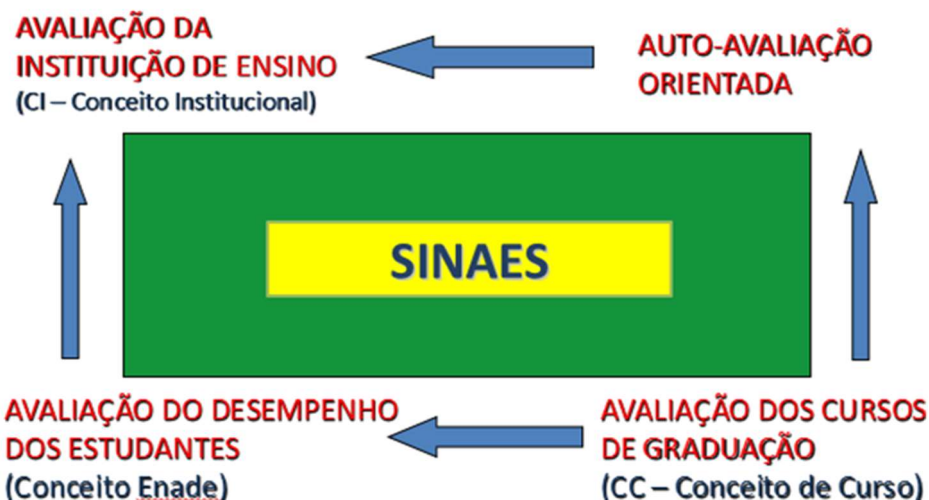 AVALIAÇÃO DA
INSTITUIÇÃO DE ENSINO
(CI – Conceito Institucional)
AUTO-AVALIAÇÃO
ORIENTADA
SINAES
AVALIAÇÃO DO DESEMPENHO
DOS ESTUDANTES
(Conceito Enade)
AVALIAÇÃO DOS CURSOS
DE GRADUAÇÃO
(CC – Conceito de Curso)